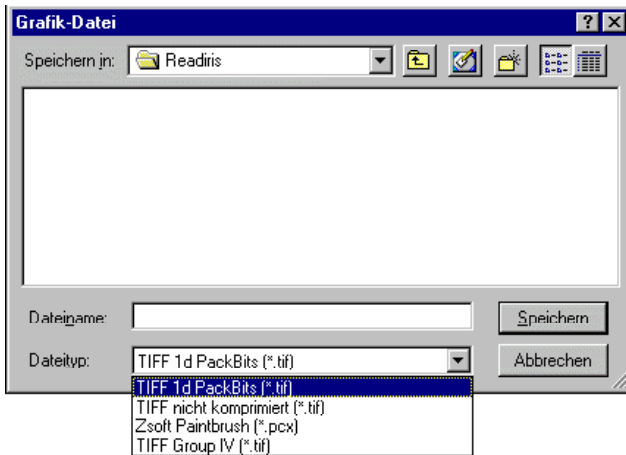 Grafik-Datei
Speichern in: Readiris
Dateiname: Speichern
Dateityp: TIFF 1d PackBits (*.tif) Abbrechen
TIFF 1d PackBits (*.tif)
TIFF nicht komprimiert (*.tif)
Zsoft Paintbrush (*.pcx)
TIFF Group IV (*.tif)